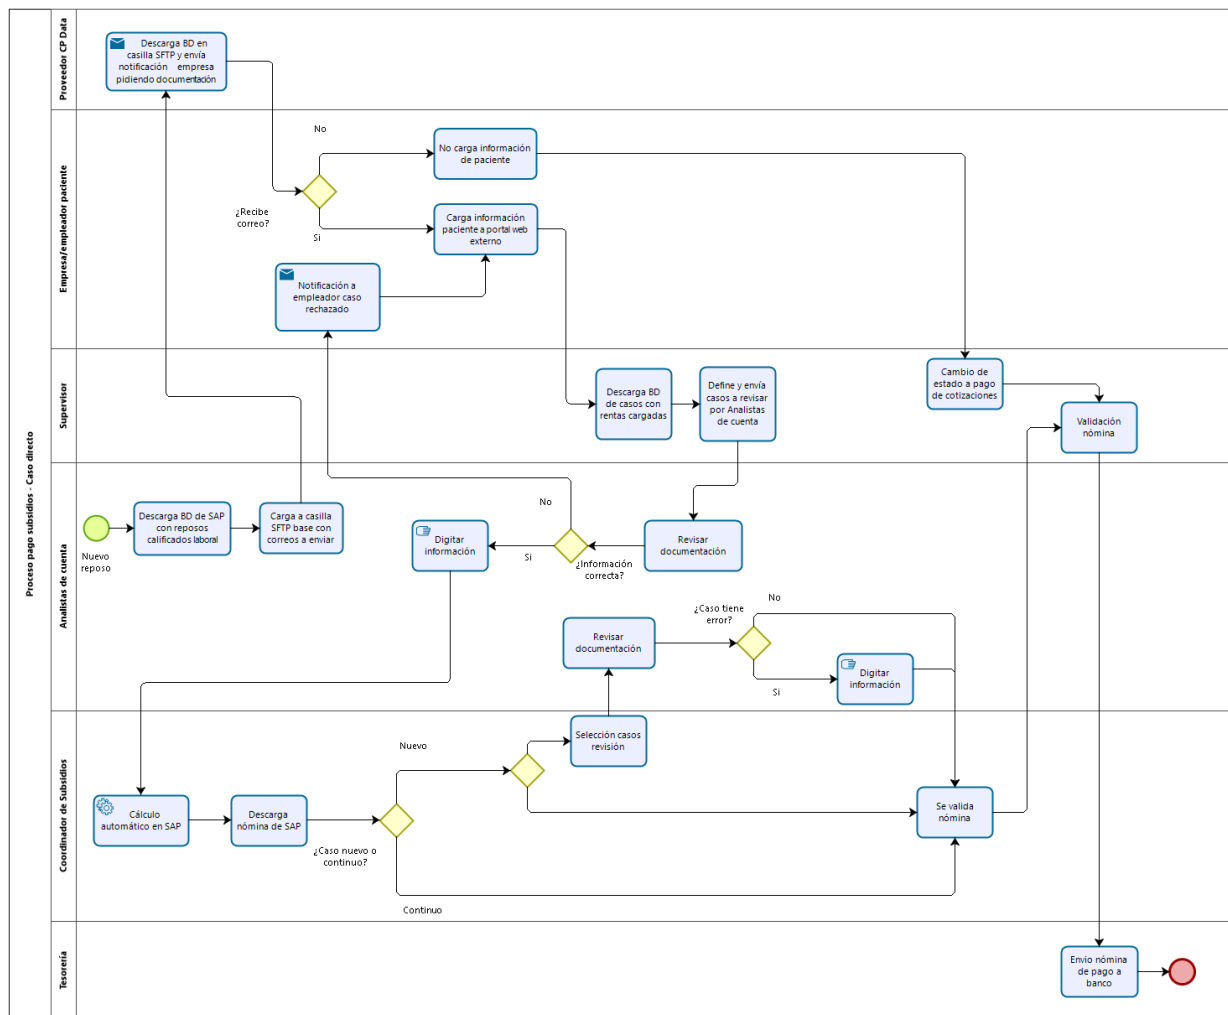 Proceso pago subsidios - Caso directo
Proveedor CP Data
Descarga BD en
casilla SFTP y envía
notificación empresa
pidiendo documentación
Empresa/empleador paciente
No
No carga información
de paciente
¿Recibe
correo?
Si
Carga información
paciente a portal web
externo
Notificación a
empleador caso
rechazado
Supervisor
Descarga BD
de casos con
rentas cargadas
Define y envía
casos a revisar
por Analistas
de cuenta
Cambio de
estado a pago
de cotizaciones
Validación
nómina
Analistas de cuenta
Nuevo
reposo
Descarga BD de SAP
con reposos
calificados laboral
Carga a casilla
SFTP base con
correos a enviar
No
Digitar
información
Si
¿Información
correcta?
Revisar
documentación
Revisar
documentación
¿Caso tiene
error?
No
Si
Digitar
información
Coordinador de Subsidios
Cálculo
automático en SAP
Descarga
nómina de SAP
¿Caso nuevo o
continuo?
Nuevo
Selección casos
revisión
Continuo
Se valida
nómina
Tesorería
Envio nómina
de pago a
banco